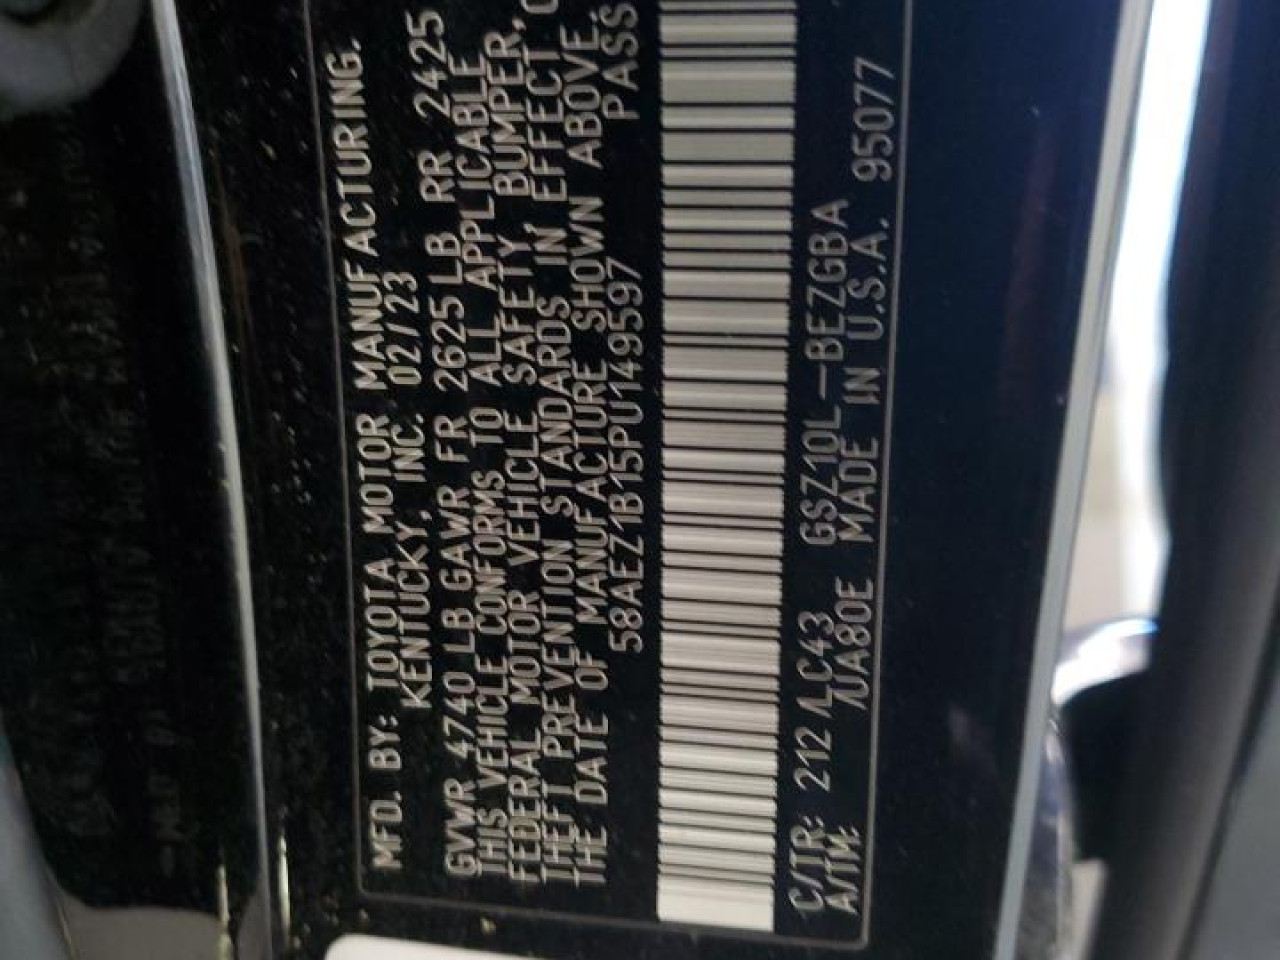 MFD. BY: TOYOTA MOTOR MANUFACTURING.
KENTUCKY, INC. 02/23
GVWR 4740 LB GAWR FR 2625LB RR 2425
THIS VEHICLE CONFORMS TO ALL APPLICABLE
FEDERAL MOTOR VEHICLE SAFETY, BUMPER,
THEFT PREVENTION STANDARDS IN EFFECT O
THE DATE OF MANUFACTURE SHOWN ABOVE.
58AEZ1B15PU149597 PASS
C/TR: 212 /LC43 GSZ10L-BEZGBA
A/TM: /UA80E MADE IN U.S.A. 95077